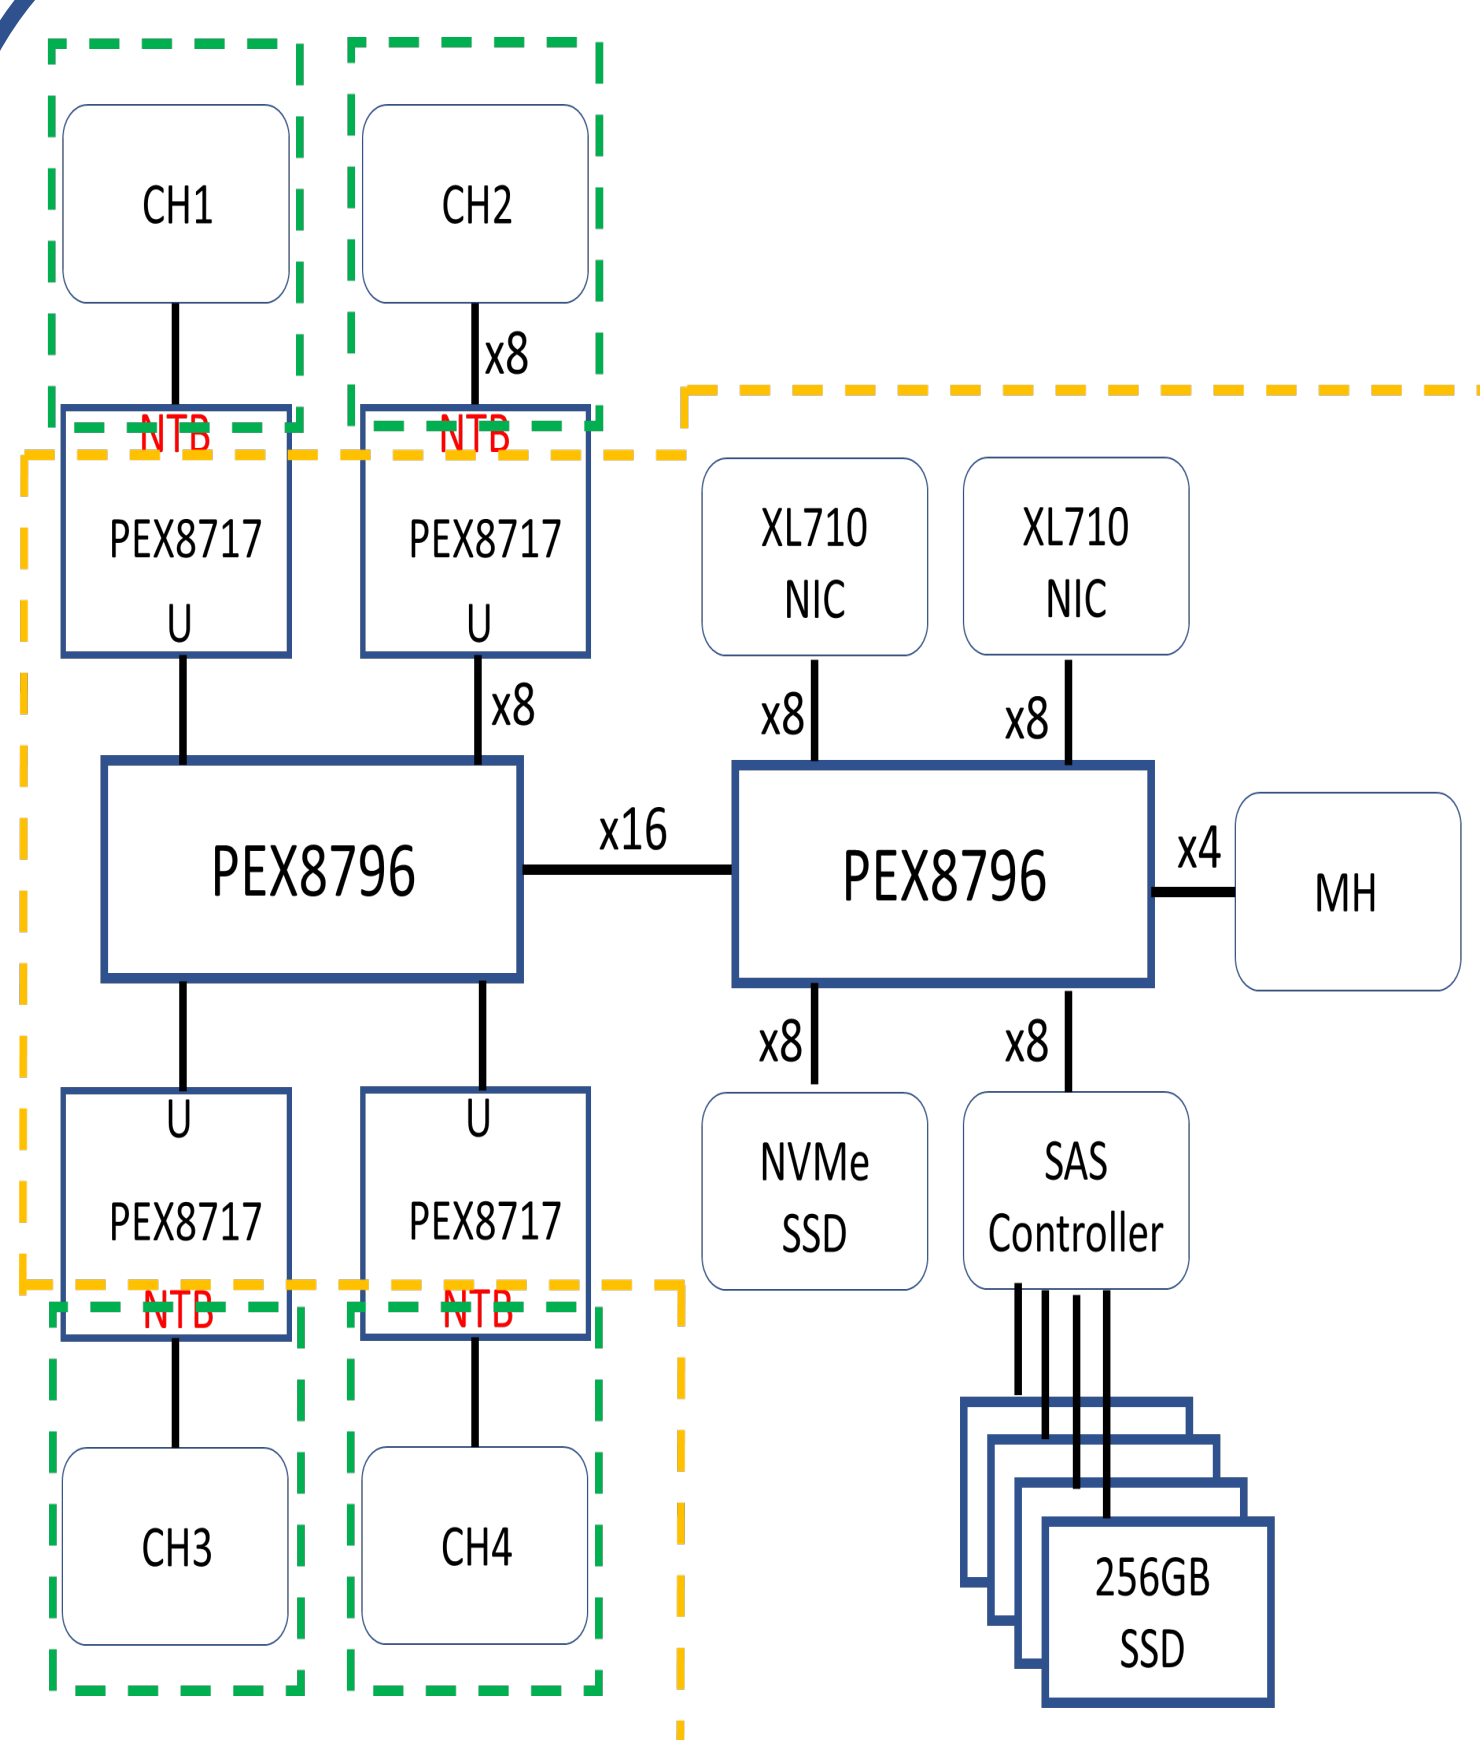 CH1
CH2
x8
NTB
NTB
PEX8717
U
PEX8717
U
XL710
NIC
XL710
NIC
x8
x8
x8
PEX8796
x16
PEX8796
x4
MH
x8
x8
U
PEX8717
NTB
U
PEX8717
NTB
NVMe
SSD
SAS
Controller
CH3
CH4
256GB
SSD